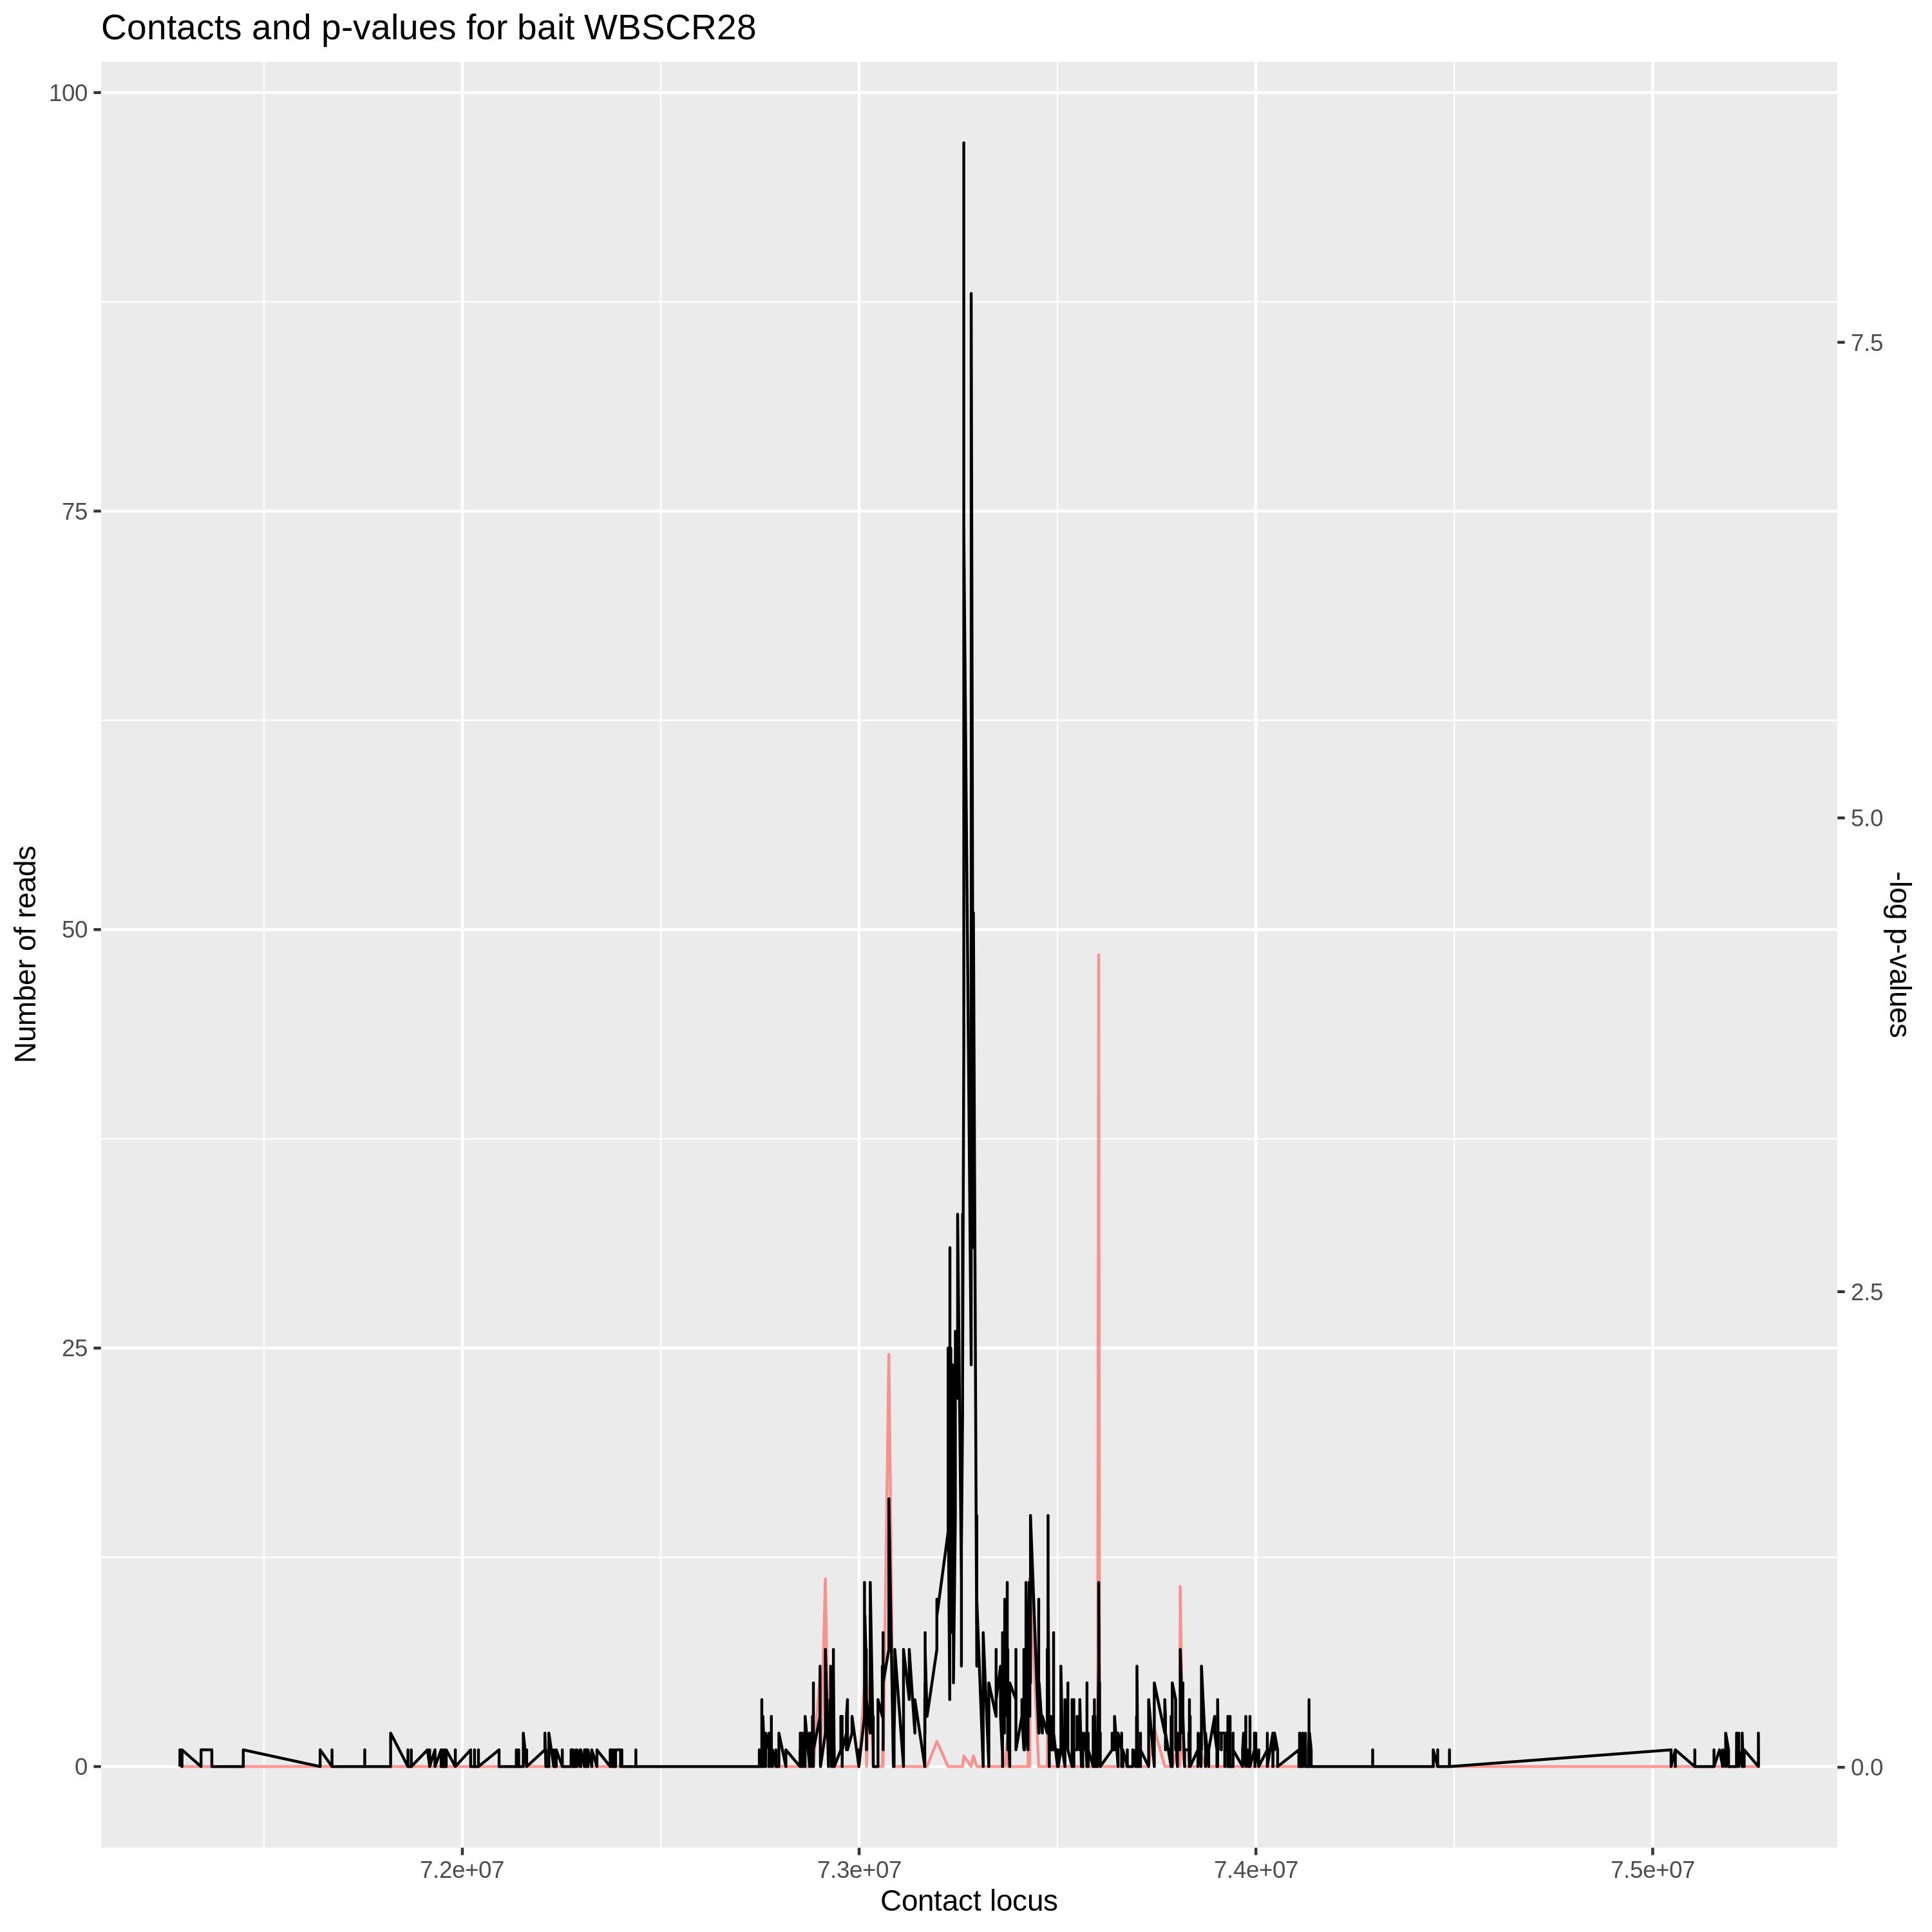 Contacts and p-values for bait WBSCR28
100
75
50
25
0
Number of reads
7.5
5.0
2.5
0.0
-log p-values
7.2e+07
7.3e+07
7.4e+07
7.5e+07
Contact locus